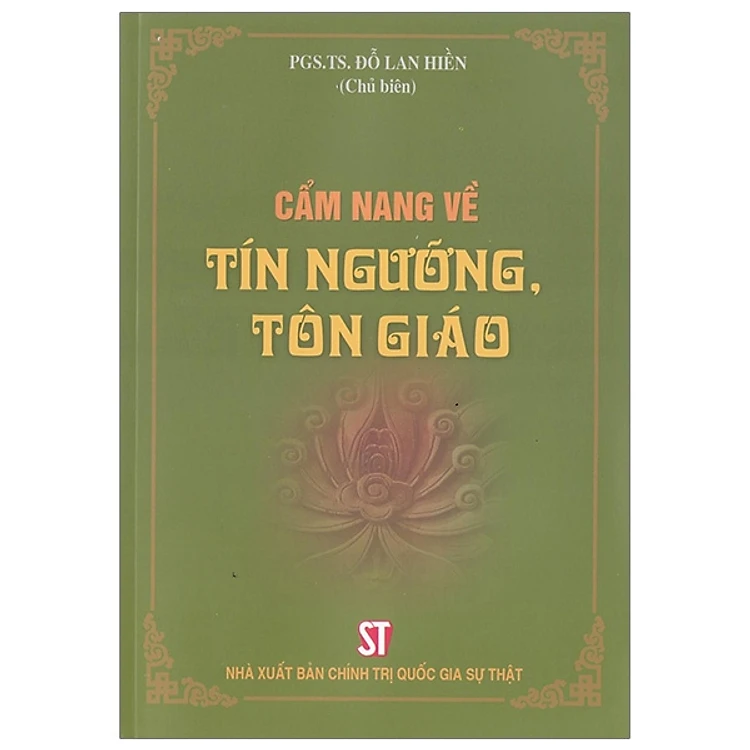 PGS.TS. ĐỖ LAN HIỀN
(Chủ biên)
CẨM NANG VỀ
TÍN NGƯỠNG,
TÔN GIÁO
ST
NHÀ XUẤT BẢN CHÍNH TRỊ QUỐC GIA SỰ THẬT